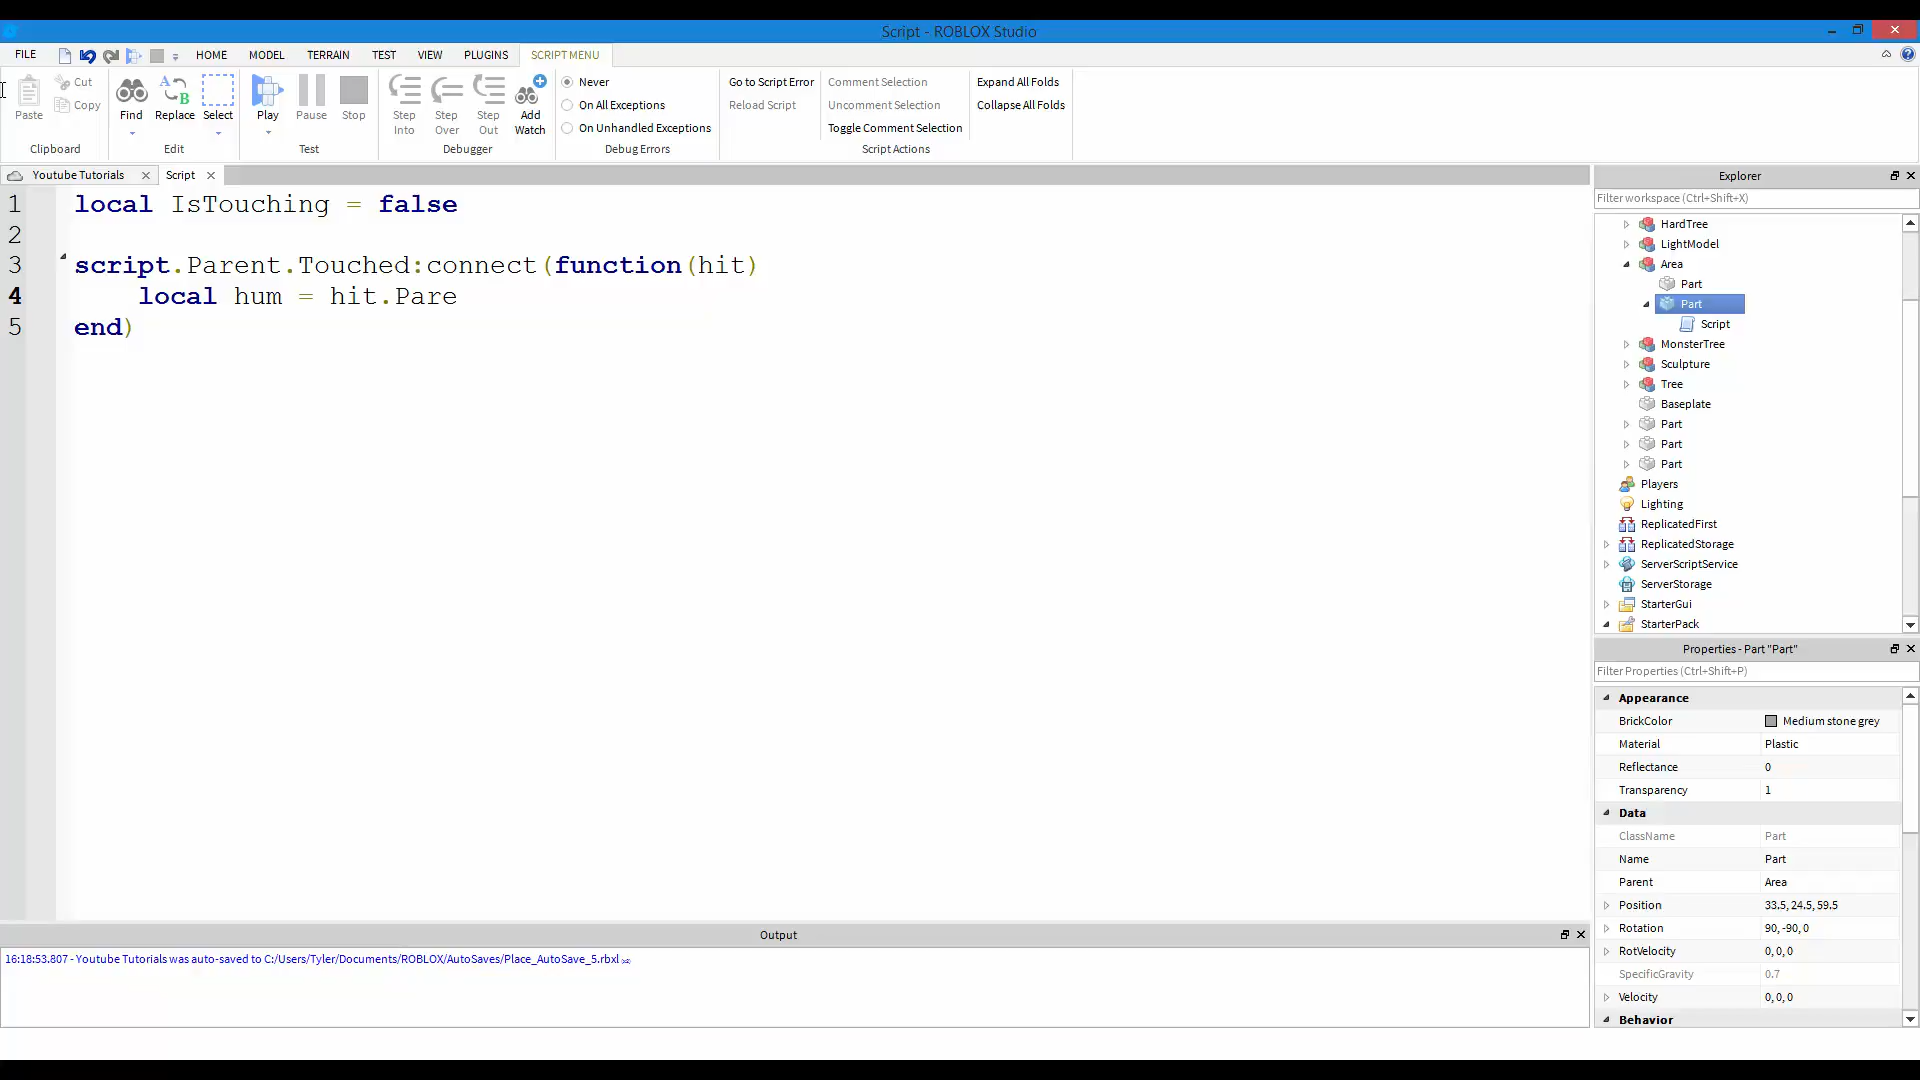 Script - ROBLOX Studio
FILE HOME MODEL TERRAIN TEST VIEW PLUGINS SCRIPT MENU
Paste
Cut
Copy
Clipboard
Find
Replace
Select
Edit
Play
Pause
Stop
Test
Step Into
Step Over
Step Out
Add Watch
Debugger
Never
On All Exceptions
On Unhandled Exceptions
Debug Errors
Go to Script Error
Reload Script
Comment Selection
Uncomment Selection
Toggle Comment Selection
Script Actions
Expand All Folds
Collapse All Folds
Youtube Tutorials
Script
1 local IsTouching = false
2
3 script.Parent.Touched:connect(function(hit)
4 local hum = hit.Pare
5 end)
Explorer
Filter workspace (Ctrl+Shift+X)
HardTree
LightModel
Area
Part
Part
Script
MonsterTree
Sculpture
Tree
Baseplate
Part
Part
Part
Players
Lighting
ReplicatedFirst
ReplicatedStorage
ServerScriptService
ServerStorage
StarterGui
StarterPack
Properties - Part "Part"
Filter Properties (Ctrl+Shift+P)
Appearance
BrickColor Medium stone grey
Material Plastic
Reflectance 0
Transparency 1
Data
ClassName Part
Name Part
Parent Area
Position 33.5, 24.5, 59.5
Rotation 90, -90, 0
RotVelocity 0, 0, 0
SpecificGravity 0.7
Velocity 0, 0, 0
Behavior
Output
16:18:53.807 - Youtube Tutorials was auto-saved to C:/Users/Tyler/Documents/ROBLOX/AutoSaves/Place_AutoSave_5.rbxl